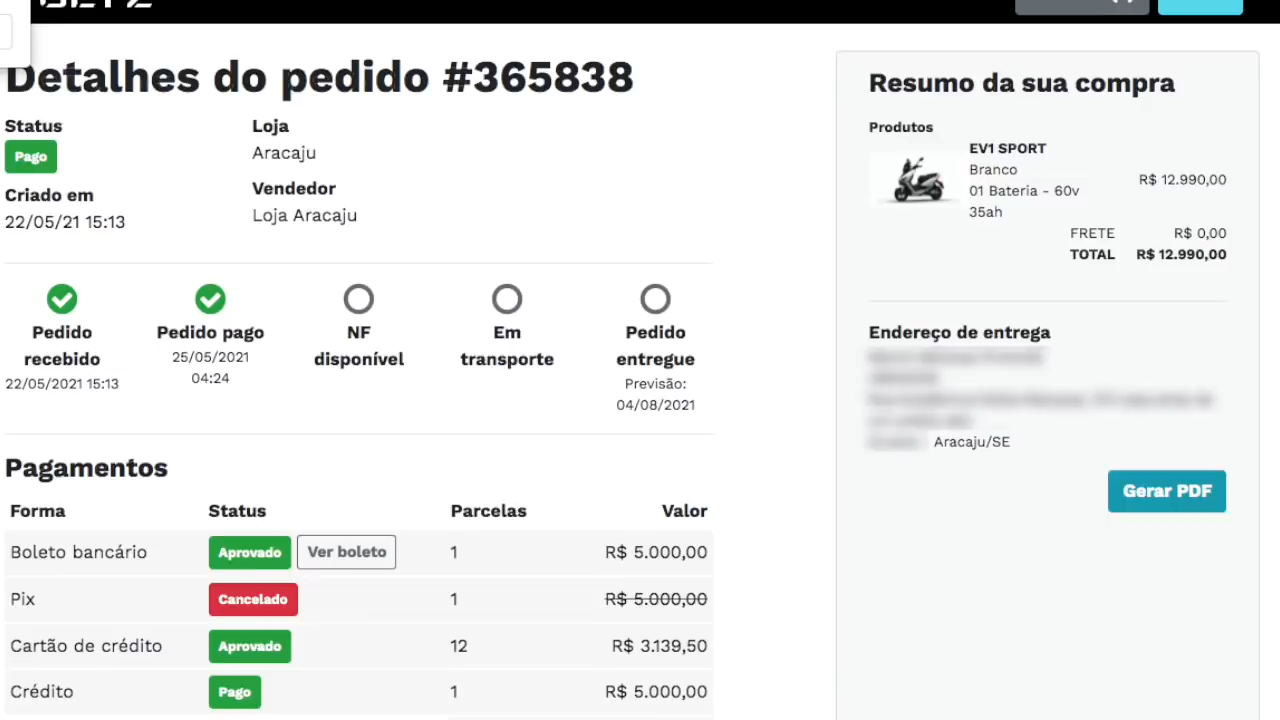 Detalhes do pedido #365838
Status
Pago
Criado em
22/05/21 15:13
Loja
Aracaju
Vendedor
Loja Aracaju
Pedido
recebido
22/05/2021 15:13
Pedido pago
25/05/2021
04:24
NF
disponível
Em
transporte
Pedido
entregue
Previsão:
04/08/2021
Pagamentos
Forma Status Parcelas Valor
Boleto bancário Aprovado Ver boleto 1 R$ 5.000,00
Pix Cancelado 1 R$ 5.000,00
Cartão de crédito Aprovado 12 R$ 3.139,50
Crédito Pago 1 R$ 5.000,00
Resumo da sua compra
Produtos
EV1 SPORT
Branco
01 Bateria - 60v
35ah
R$ 12.990,00
FRETE R$ 0,00
TOTAL R$ 12.990,00
Endereço de entrega
Aracaju/SE
Gerar PDF